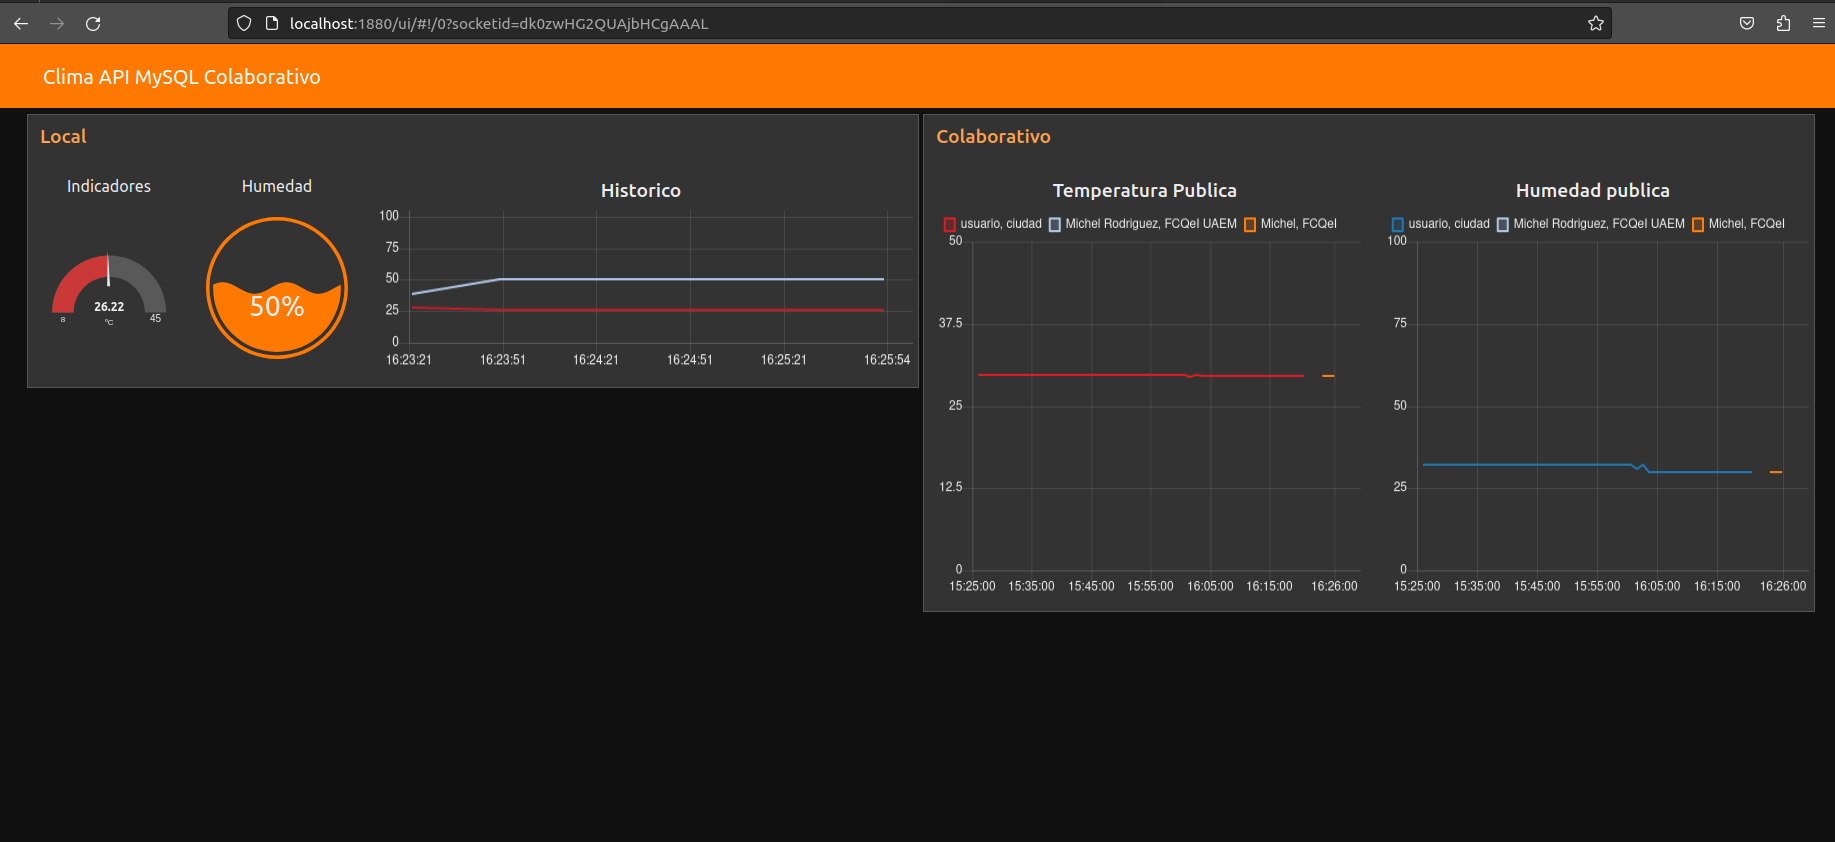 localhost:1880/ui/#!/0?socketid=dk0zwHG2QUAjbHCgAAAL
Clima API MySQL Colaborativo
Local
Indicadores
26.22
ºC
8
45
Humedad
50%
Historico
100
75
50
25
0
16:23:21 16:23:51 16:24:21 16:24:51 16:25:21 16:25:54
Colaborativo
Temperatura Publica
usuario, ciudad Michel Rodriguez, FCQeI UAEM Michel, FCQeI
50
37.5
25
12.5
0
15:25:00 15:35:00 15:45:00 15:55:00 16:05:00 16:15:00 16:26:00
Humedad publica
usuario, ciudad Michel Rodriguez, FCQeI UAEM Michel, FCQeI
100
75
50
25
0
15:25:00 15:35:00 15:45:00 15:55:00 16:05:00 16:15:00 16:26:00